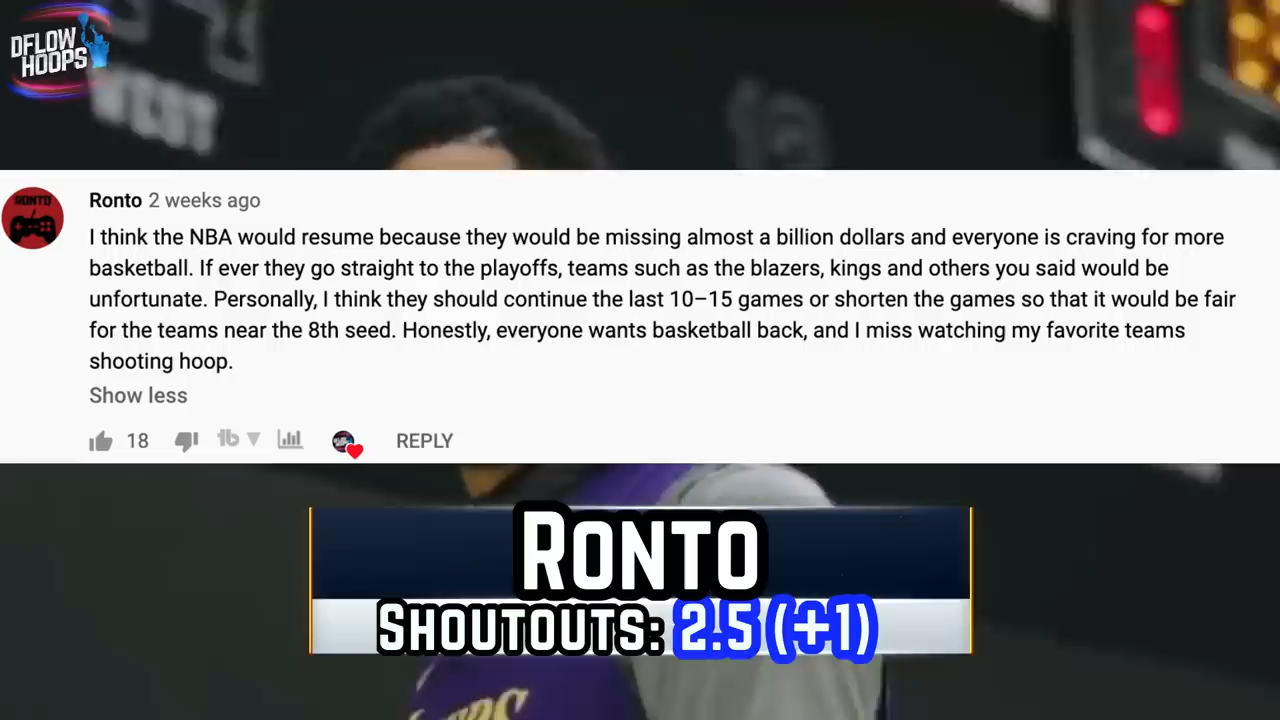 DFLOW
HOOPS
WEST
RONTO
Ronto 2 weeks ago
I think the NBA would resume because they would be missing almost a billion dollars and everyone is craving for more
basketball. If ever they go straight to the playoffs, teams such as the blazers, kings and others you said would be
unfortunate. Personally, I think they should continue the last 10–15 games or shorten the games so that it would be fair
for the teams near the 8th seed. Honestly, everyone wants basketball back, and I miss watching my favorite teams
shooting hoop.
Show less
18 REPLY
RONTO
SHOUTOUTS: 2.5 (+1)